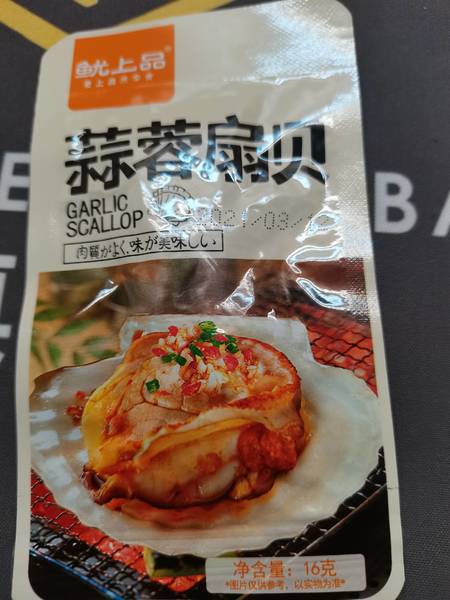 鱿上品
蒜蓉扇贝
GARLIC
SCALLOP
2021/03/
肉質がよく、味が美味しい
净含量：16克
*图片仅供参考，以实物为准*
BA